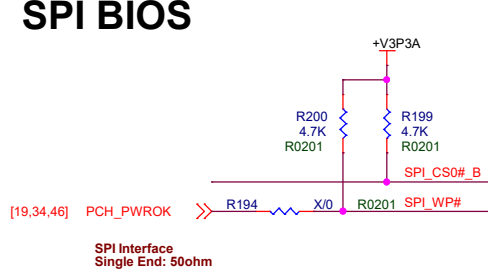 SPI BIOS
+V3P3A
R200 R199
4.7K 4.7K
R0201 R0201
SPI_CS0#_B
[19,34,46] PCH_PWROK R194 X/0 R0201 SPI_WP#
SPI Interface
Single End: 50ohm